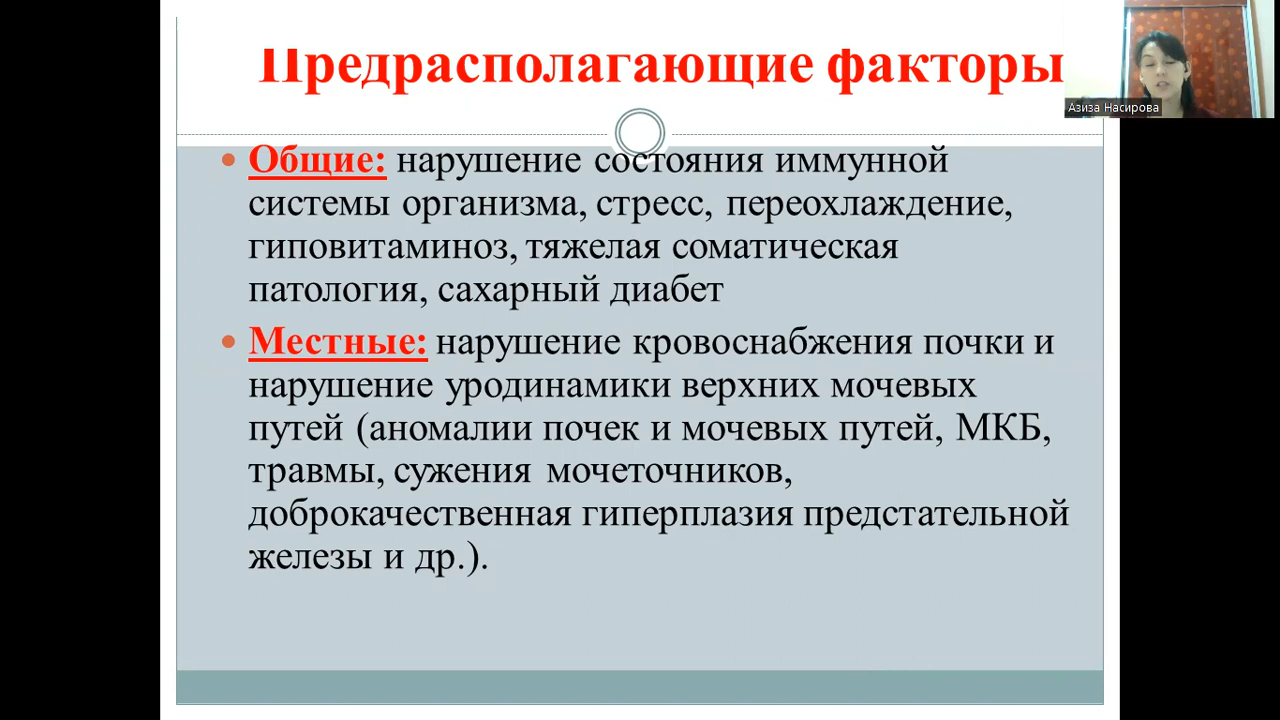 Предрасполагающие факторы
Азиза Насирова
• Общие: нарушение состояния иммунной
системы организма, стресс, переохлаждение,
гиповитаминоз, тяжелая соматическая
патология, сахарный диабет
• Местные: нарушение кровоснабжения почки и
нарушение уродинамики верхних мочевых
путей (аномалии почек и мочевых путей, МКБ,
травмы, сужения мочеточников,
доброкачественная гиперплазия предстательной
железы и др.).